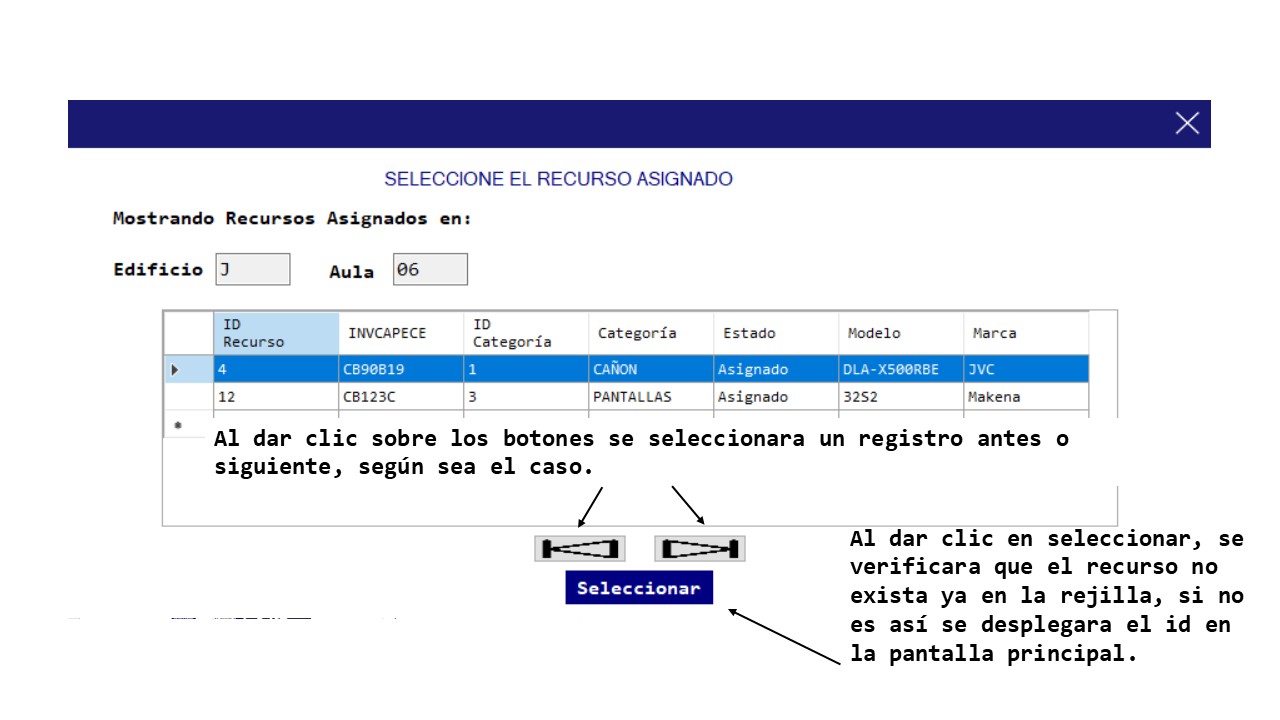 SELECCIONE EL RECURSO ASIGNADO
Mostrando Recursos Asignados en:
Edificio J Aula 06
ID Recurso INVCAPECE ID Categoría Categoría Estado Modelo Marca
4 CB90B19 1 CAÑON Asignado DLA-X500RBE JVC
12 CB123C 3 PANTALLAS Asignado 32S2 Makena
Al dar clic sobre los botones se seleccionara un registro antes o
siguiente, según sea el caso.
Seleccionar
Al dar clic en seleccionar, se
verificara que el recurso no
exista ya en la rejilla, si no
es así se desplegara el id en
la pantalla principal.